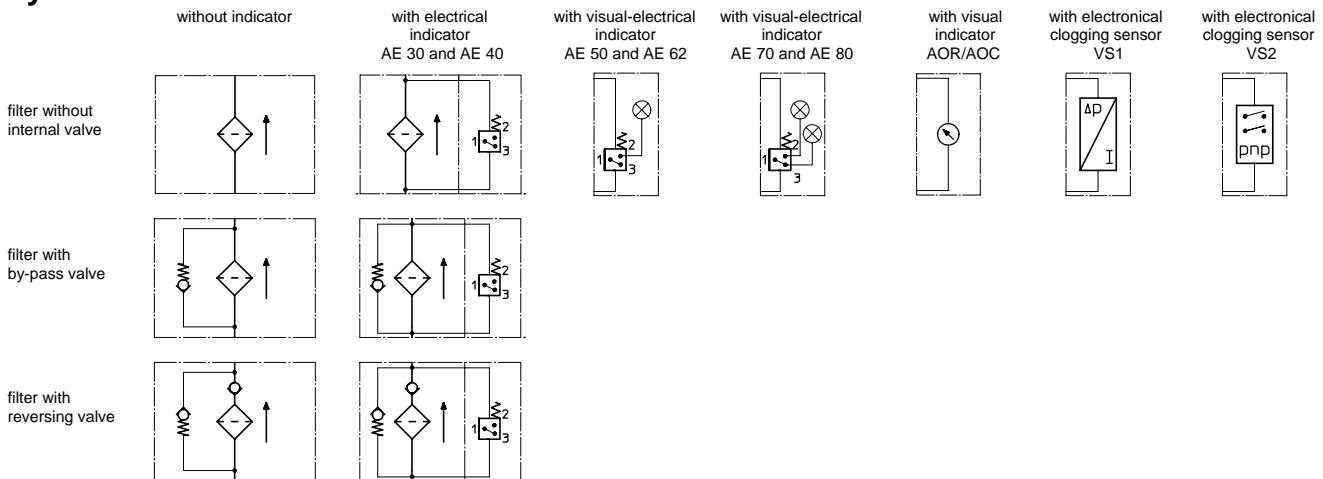 without indicator
with electrical
indicator
AE 30 and AE 40
with visual-electrical
indicator
AE 50 and AE 62
with visual-electrical
indicator
AE 70 and AE 80
with visual
indicator
AOR/AOC
with electronical
clogging sensor
VS1
with electronical
clogging sensor
VS2
filter without
internal valve
1
2
3
1
2
3
1
2
3
Δp
I
pnp
filter with
by-pass valve
1
2
3
filter with
reversing valve
1
2
3